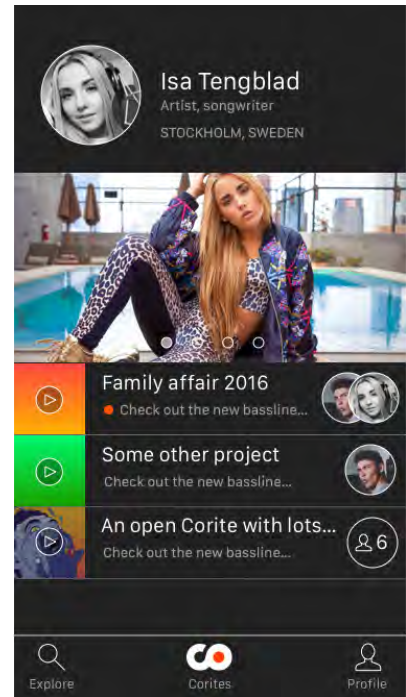 Isa Tengblad
Artist, songwriter
STOCKHOLM, SWEDEN
Family affair 2016
Check out the new bassline...
Some other project
Check out the new bassline...
An open Corite with lots...
Check out the new bassline...
6
CO
Explore
Corites
Profile